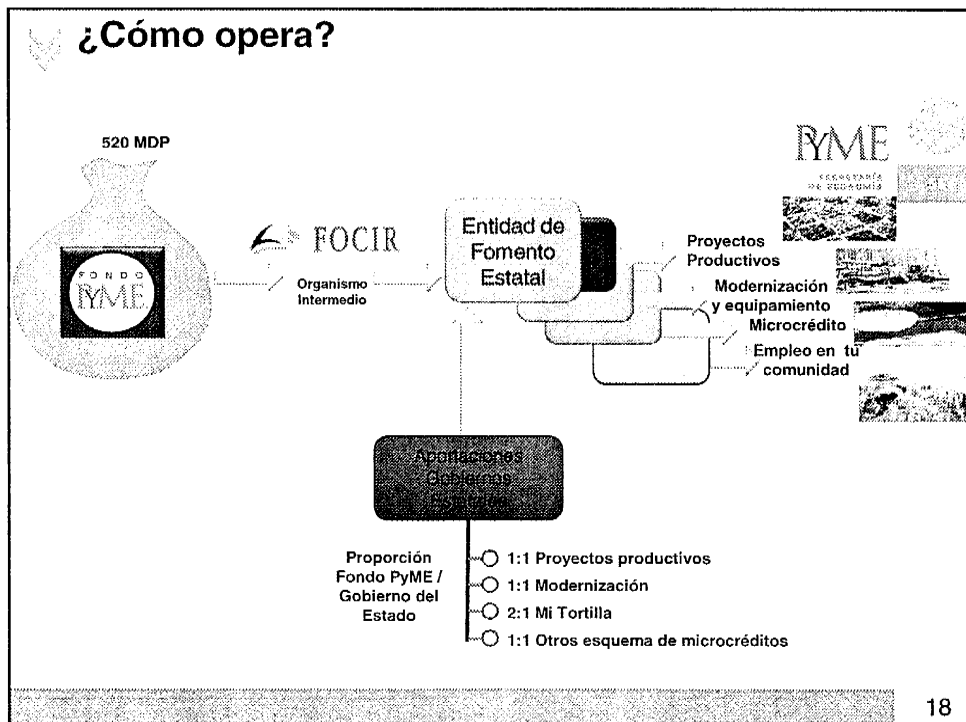 ¿Cómo opera?
520 MDP
FONDO
PYME
FOCIR
Organismo
Intermedio
Entidad de
Fomento
Estatal
PYME
SECRETARÍA
DE ECONOMÍA
Proyectos
Productivos
Modernización
y equipamiento
Microcrédito
Empleo en tu
comunidad
Aportaciones
Gobiernos
Proporción
Fondo PyME /
Gobierno del
Estado
1:1 Proyectos productivos
1:1 Modernización
2:1 Mi Tortilla
1:1 Otros esquema de microcréditos
18